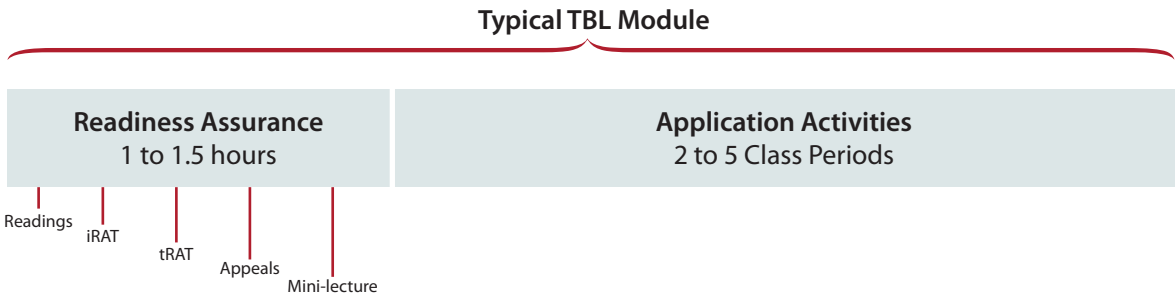 Typical TBL Module
Readiness Assurance
1 to 1.5 hours
Application Activities
2 to 5 Class Periods
Readings
iRAT
tRAT
Appeals
Mini-lecture